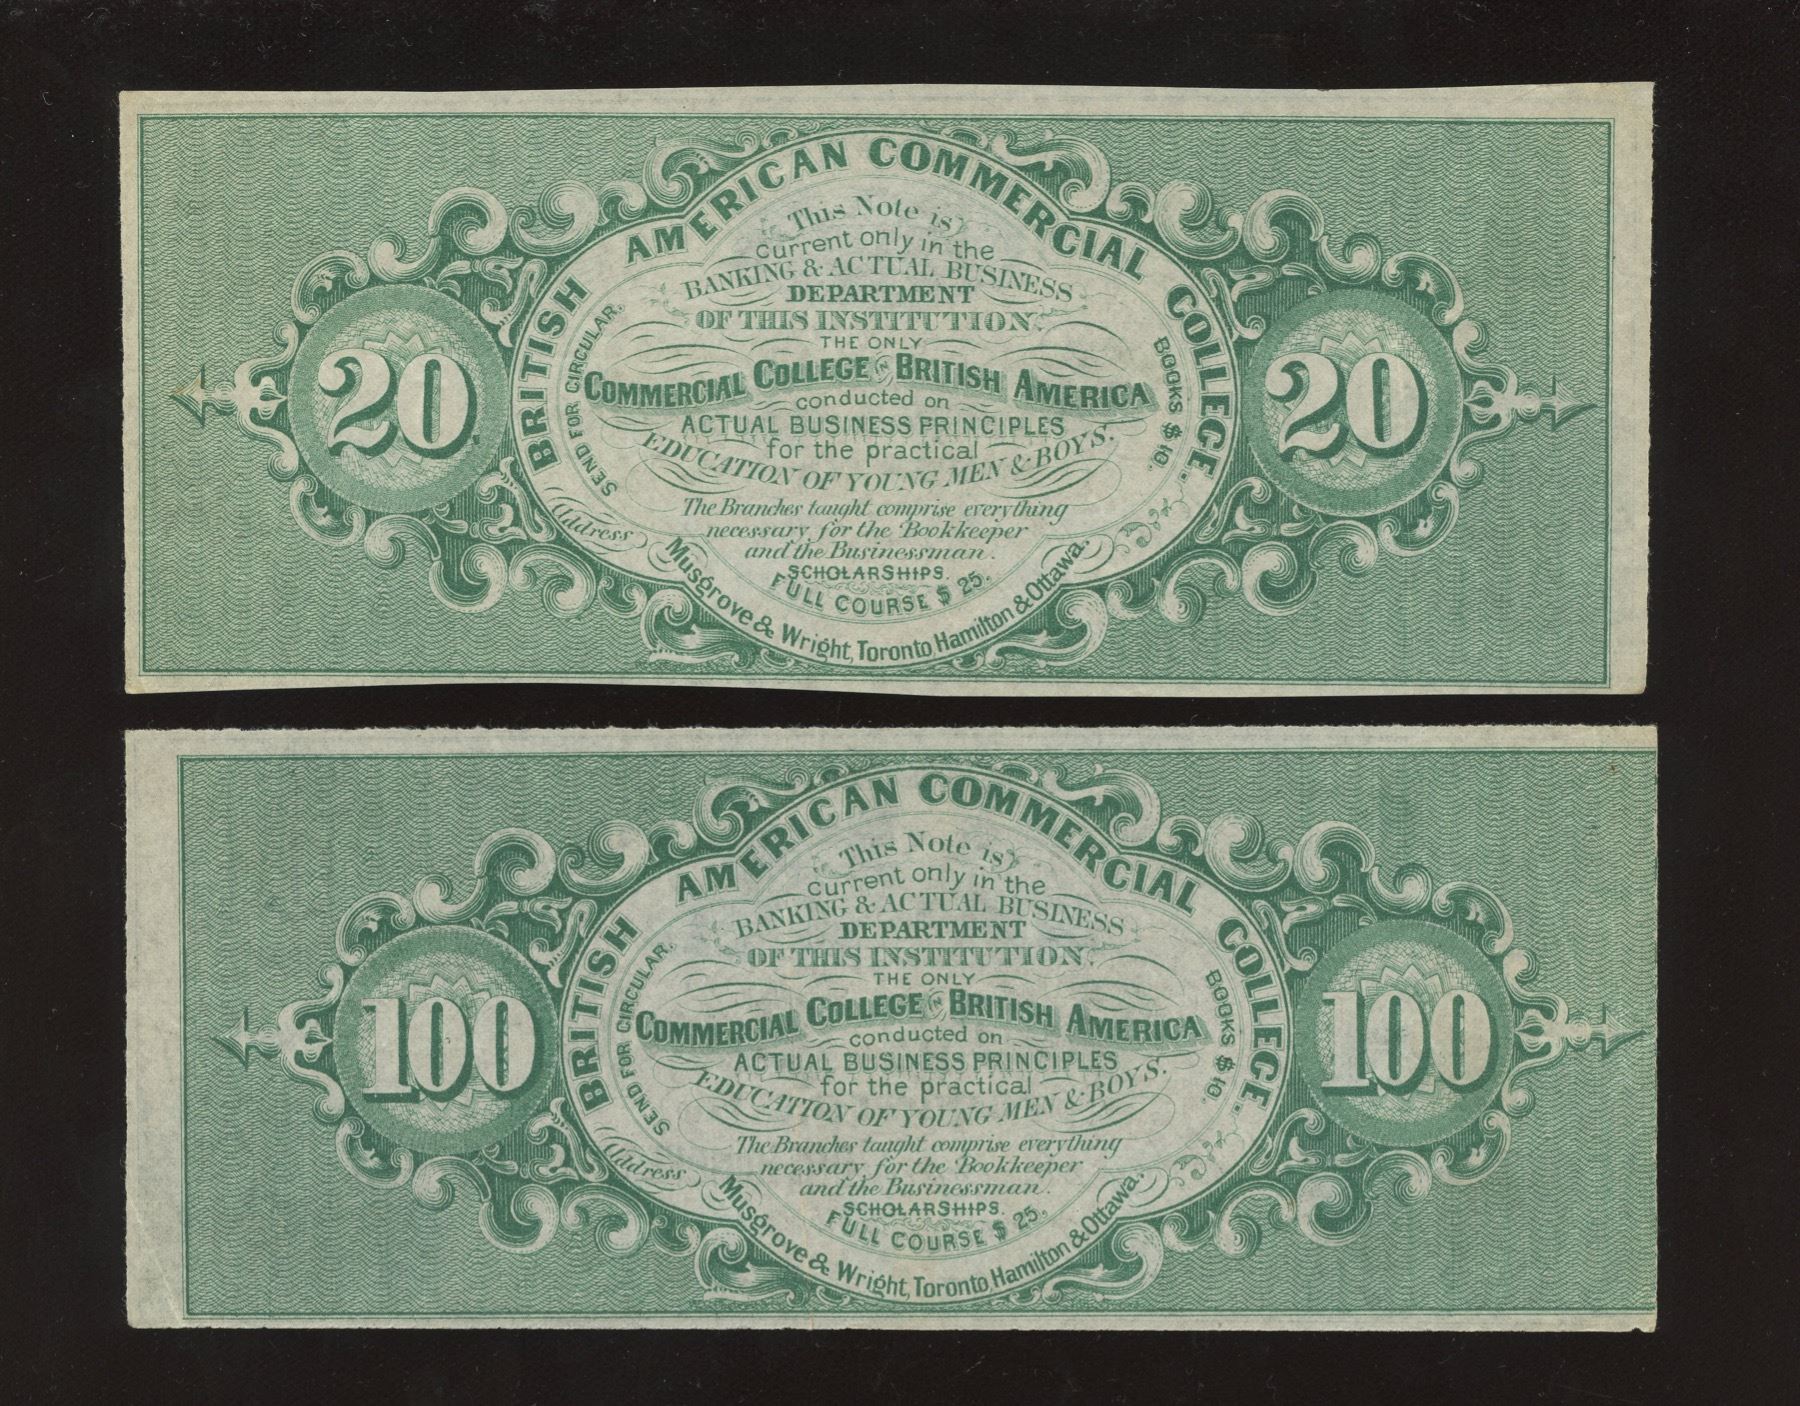 BRITISH AMERICAN COMMERCIAL COLLEGE.
This Note is
current only in the
BANKING & ACTUAL BUSINESS
DEPARTMENT
OF THIS INSTITUTION.
THE ONLY
COMMERCIAL COLLEGE IN BRITISH AMERICA
conducted on
ACTUAL BUSINESS PRINCIPLES
for the practical
EDUCATION OF YOUNG MEN & BOYS.
The Branches taught comprise everything
necessary for the Bookkeeper
and the Businessman.
SCHOLARSHIPS.
FULL COURSE $ 25.
SEND FOR CIRCULAR.
BOOKS $ 10.
Address
Musgrove & Wright, Toronto, Hamilton & Ottawa.
20
20
BRITISH AMERICAN COMMERCIAL COLLEGE.
This Note is
current only in the
BANKING & ACTUAL BUSINESS
DEPARTMENT
OF THIS INSTITUTION.
THE ONLY
COMMERCIAL COLLEGE IN BRITISH AMERICA
conducted on
ACTUAL BUSINESS PRINCIPLES
for the practical
EDUCATION OF YOUNG MEN & BOYS.
The Branches taught comprise everything
necessary for the Bookkeeper
and the Businessman.
SCHOLARSHIPS.
FULL COURSE $ 25.
SEND FOR CIRCULAR.
BOOKS $ 10.
Address
Musgrove & Wright, Toronto, Hamilton & Ottawa.
100
100